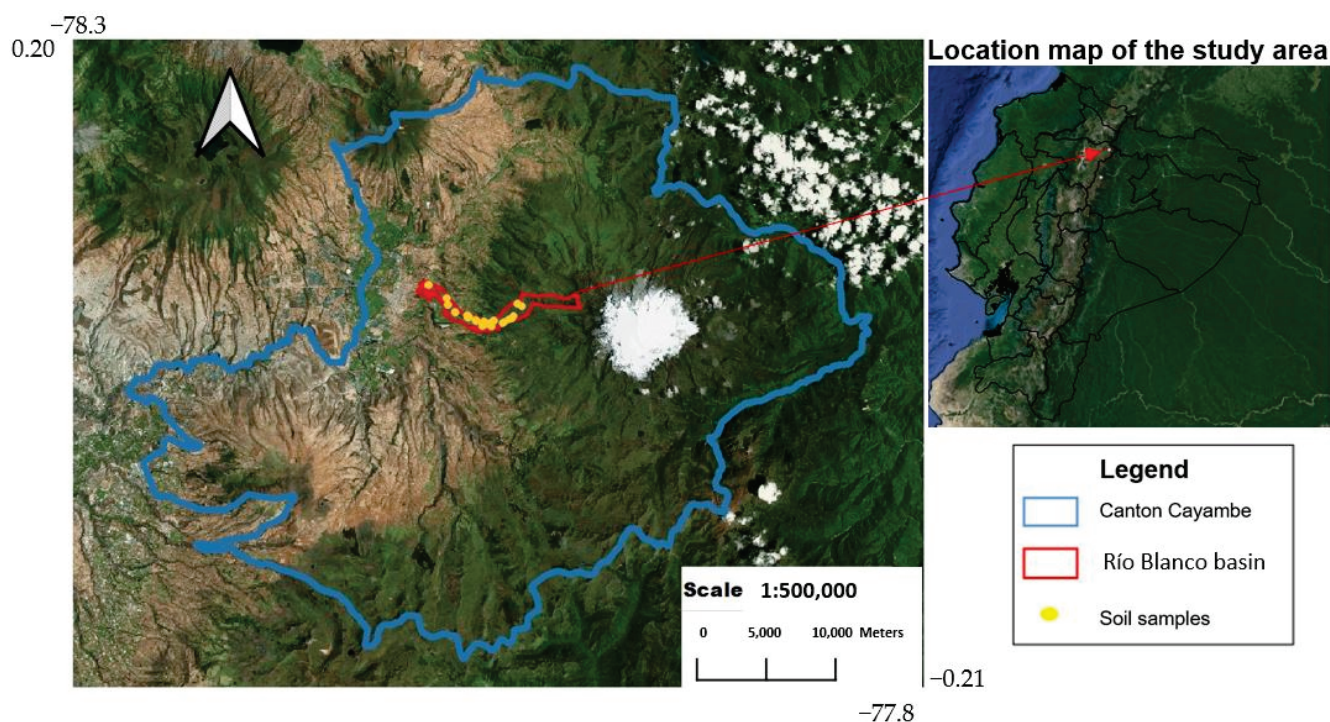 −78.3
0.20
Location map of the study area
Legend
Canton Cayambe
Río Blanco basin
Soil samples
Scale 1:500,000
0 5,000 10,000 Meters
−0.21
−77.8